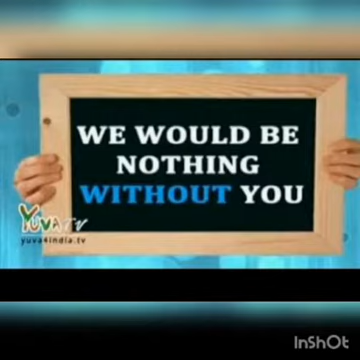 WE WOULD BE
NOTHING
WITHOUT YOU
YUVA TV
yuva4india.tv
InShOt